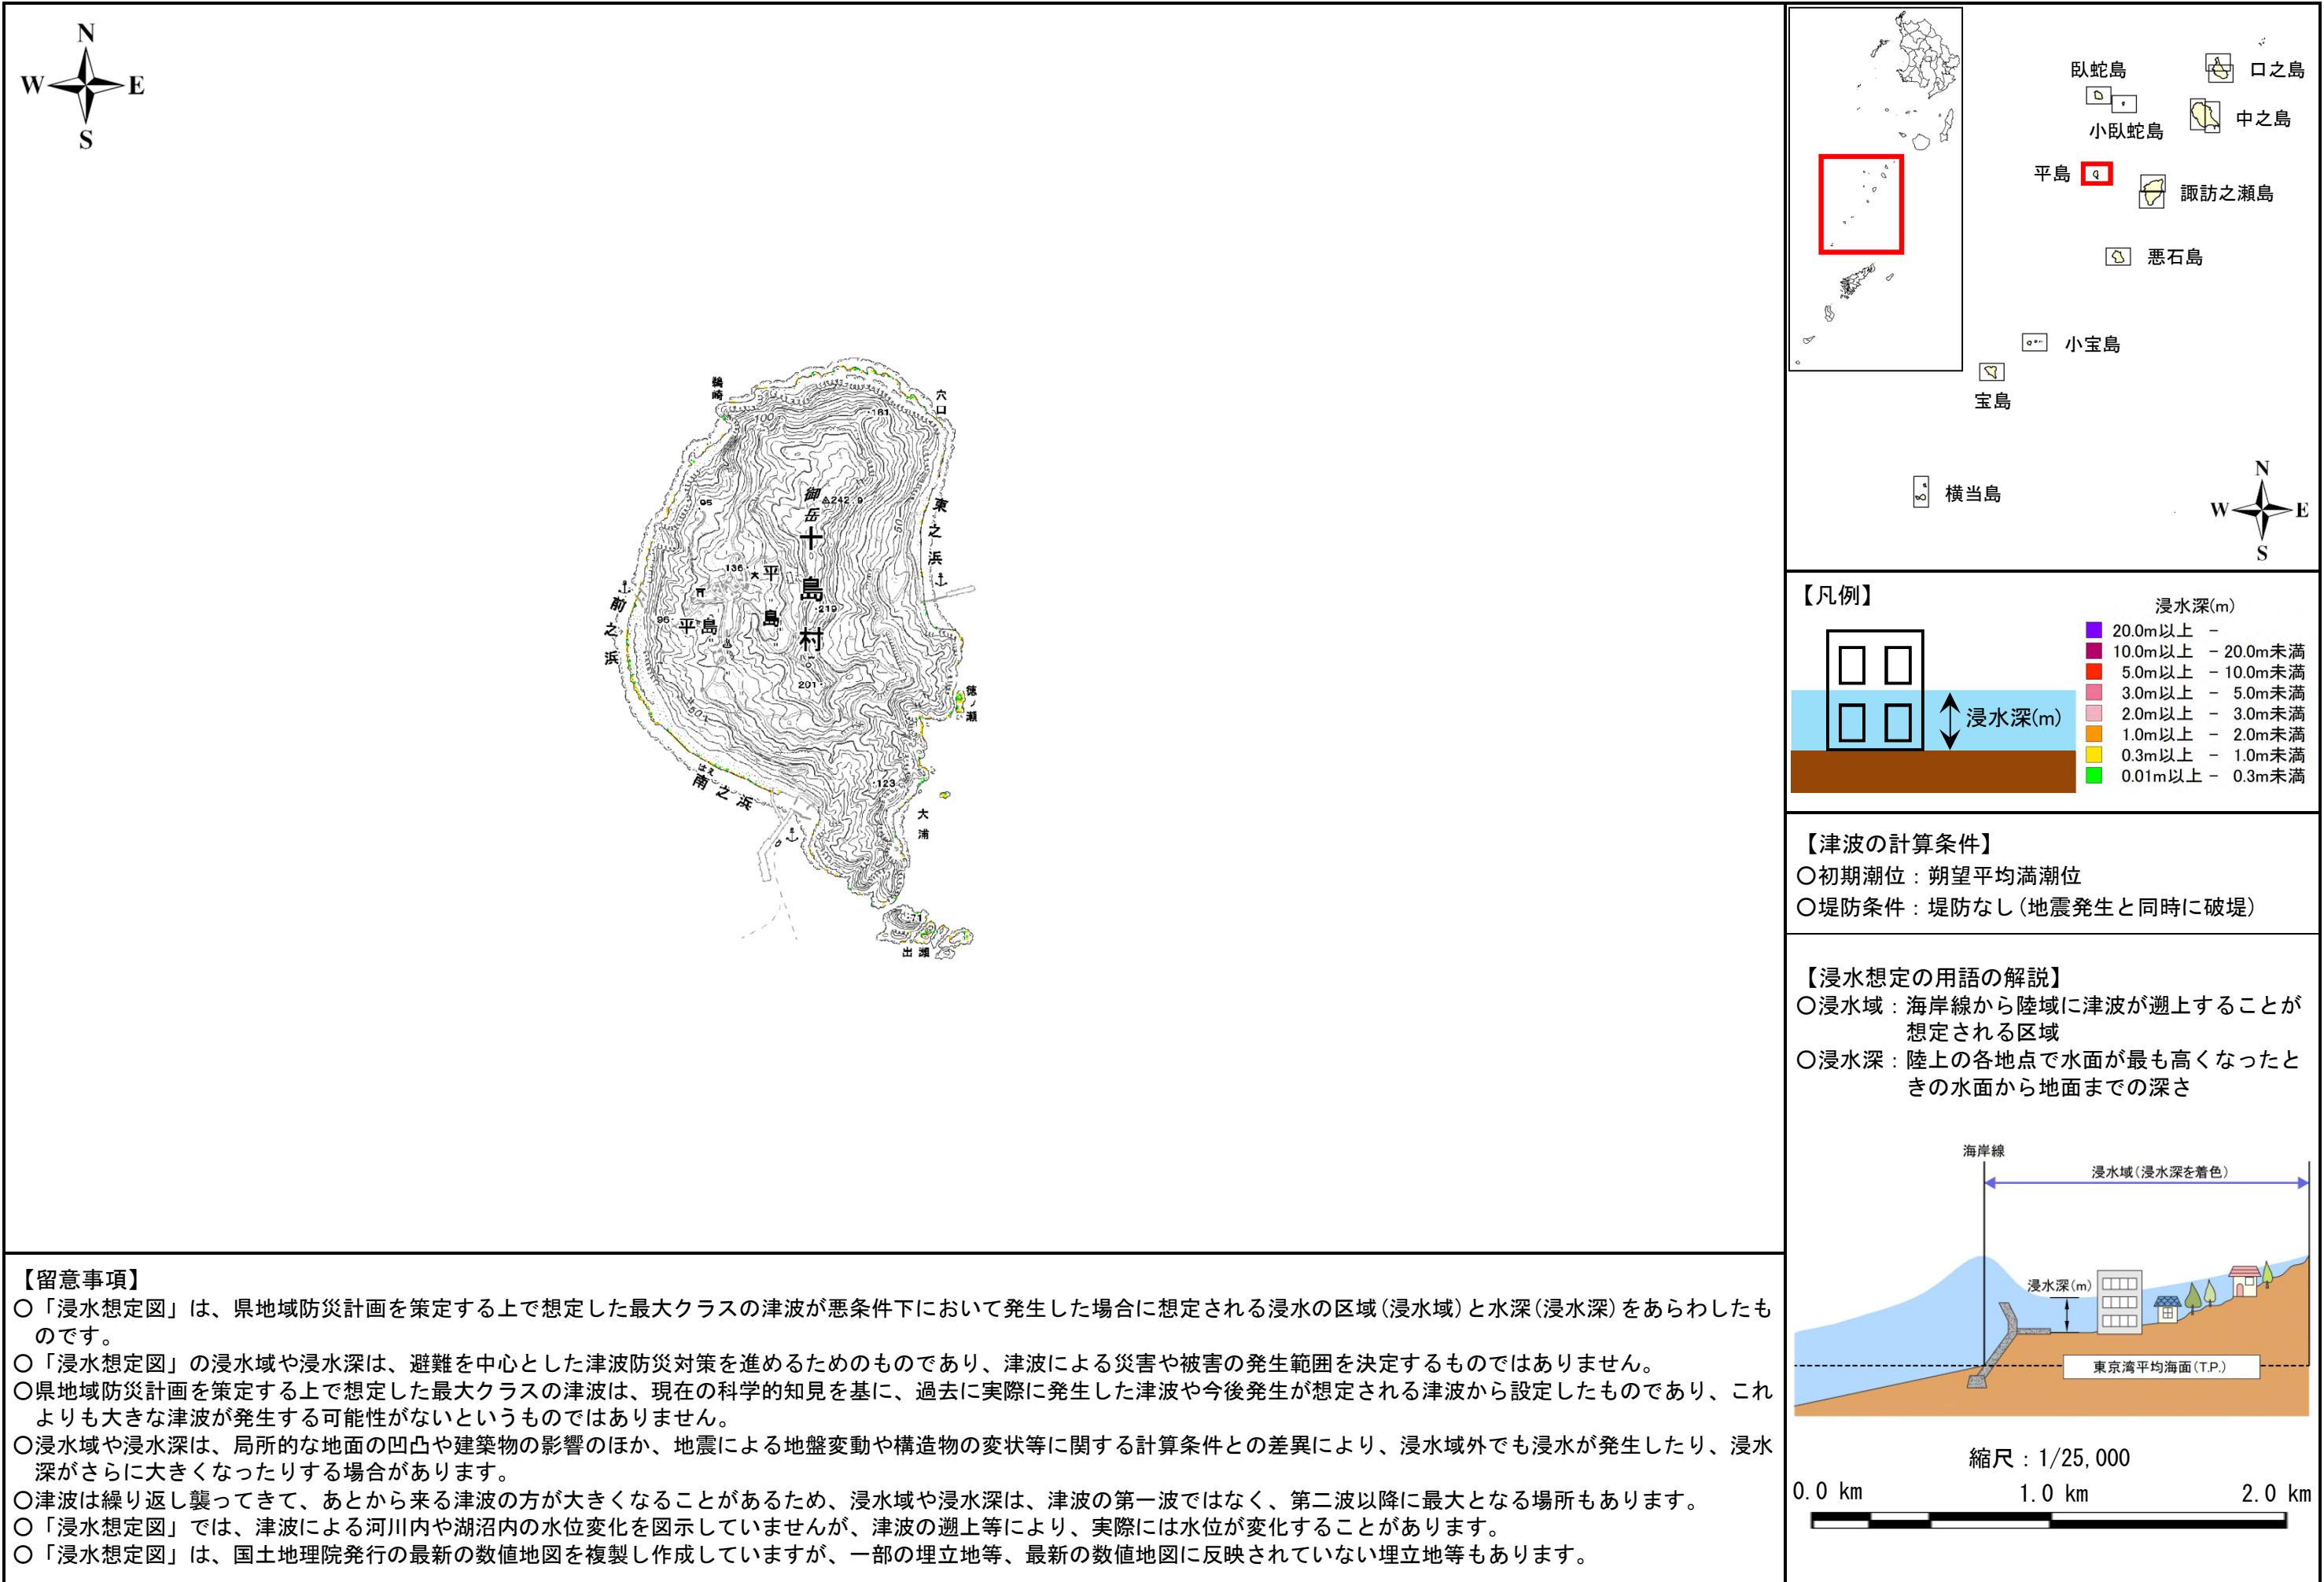 N
W E
S
鵜崎
穴口
100
・181
・95
御岳
△242.9
東之浜
50
136・
平島
十島村
・219
前之浜
96・
平島
201・
徳ノ瀬
南之浜
はえ
・123
大浦
・71
出瀬
臥蛇島
口之島
小臥蛇島
中之島
平島
諏訪之瀬島
悪石島
小宝島
宝島
横当島
N
W E
S
【凡例】
浸水深(m)
浸水深(m)
20.0m以上 －
10.0m以上 － 20.0m未満
5.0m以上 － 10.0m未満
3.0m以上 － 5.0m未満
2.0m以上 － 3.0m未満
1.0m以上 － 2.0m未満
0.3m以上 － 1.0m未満
0.01m以上 － 0.3m未満
【津波の計算条件】
○初期潮位：朔望平均満潮位
○堤防条件：堤防なし(地震発生と同時に破堤)
【浸水想定の用語の解説】
○浸水域：海岸線から陸域に津波が遡上することが
想定される区域
○浸水深：陸上の各地点で水面が最も高くなったと
きの水面から地面までの深さ
海岸線
浸水域(浸水深を着色)
浸水深(m)
東京湾平均海面(T.P.)
縮尺：1/25,000
0.0 km 1.0 km 2.0 km
【留意事項】
○「浸水想定図」は、県地域防災計画を策定する上で想定した最大クラスの津波が悪条件下において発生した場合に想定される浸水の区域(浸水域)と水深(浸水深)をあらわしたも
のです。
○「浸水想定図」の浸水域や浸水深は、避難を中心とした津波防災対策を進めるためのものであり、津波による災害や被害の発生範囲を決定するものではありません。
○県地域防災計画を策定する上で想定した最大クラスの津波は、現在の科学的知見を基に、過去に実際に発生した津波や今後発生が想定される津波から設定したものであり、これ
よりも大きな津波が発生する可能性がないというものではありません。
○浸水域や浸水深は、局所的な地面の凹凸や建築物の影響のほか、地震による地盤変動や構造物の変状等に関する計算条件との差異により、浸水域外でも浸水が発生したり、浸水
深がさらに大きくなったりする場合があります。
○津波は繰り返し襲ってきて、あとから来る津波の方が大きくなることがあるため、浸水域や浸水深は、津波の第一波ではなく、第二波以降に最大となる場所もあります。
○「浸水想定図」では、津波による河川内や湖沼内の水位変化を図示していませんが、津波の遡上等により、実際には水位が変化することがあります。
○「浸水想定図」は、国土地理院発行の最新の数値地図を複製し作成していますが、一部の埋立地等、最新の数値地図に反映されていない埋立地等もあります。